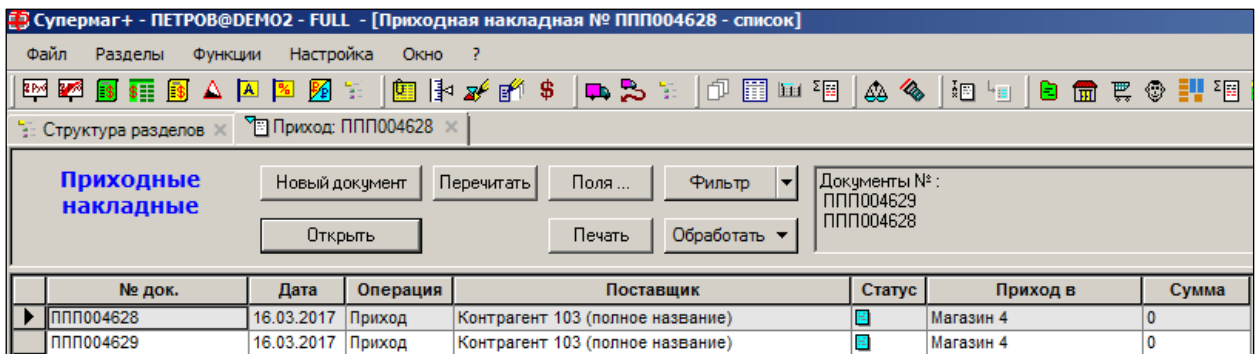 Супермаг+ - ПЕТРОВ@DEMO2 - FULL - [Приходная накладная № ППП004628 - список]
Файл Разделы Функции Настройка Окно ?
Структура разделов × Приход: ППП004628 ×
Приходные накладные
Новый документ Перечитать Поля ... Фильтр
Открыть Печать Обработать
Документы № :
ППП004629
ППП004628
№ док. Дата Операция Поставщик Статус Приход в Сумма
ППП004628 16.03.2017 Приход Контрагент 103 (полное название) Магазин 4 0
ППП004629 16.03.2017 Приход Контрагент 103 (полное название) Магазин 4 0